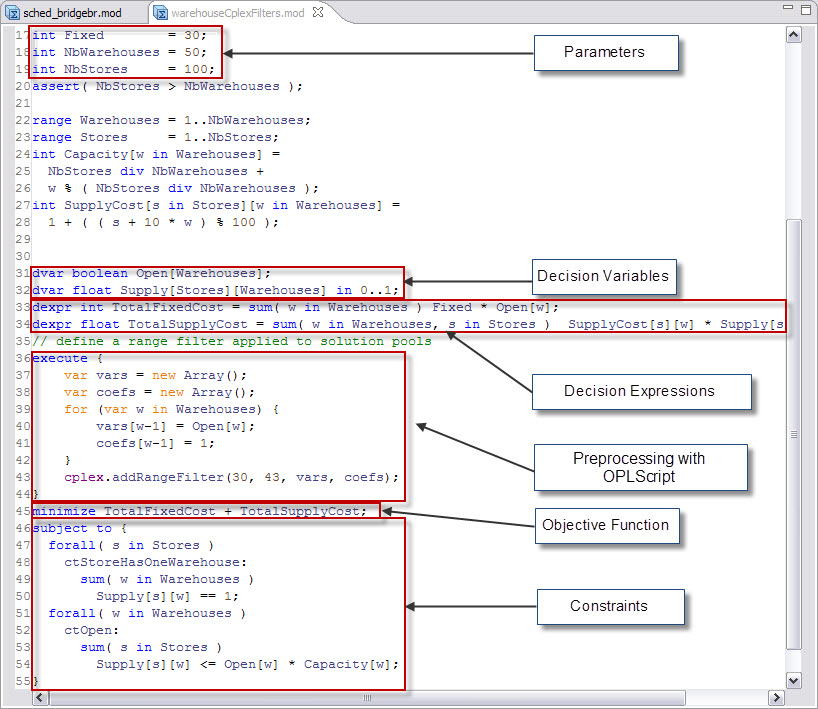 sched_bridgebr.mod warehouseCplexFilters.mod
17 int Fixed        = 30;
18 int NbWarehouses = 50;
19 int NbStores     = 100;
Parameters
20 assert( NbStores > NbWarehouses );
21
22 range Warehouses = 1..NbWarehouses;
23 range Stores     = 1..NbStores;
24 int Capacity[w in Warehouses] =
25   NbStores div NbWarehouses +
26   w % ( NbStores div NbWarehouses );
27 int SupplyCost[s in Stores][w in Warehouses] =
28   1 + ( ( s + 10 * w ) % 100 );
29
30
31 dvar boolean Open[Warehouses];
32 dvar float Supply[Stores][Warehouses] in 0..1;
Decision Variables
33 dexpr int TotalFixedCost = sum( w in Warehouses ) Fixed * Open[w];
34 dexpr float TotalSupplyCost = sum( w in Warehouses, s in Stores )  SupplyCost[s][w] * Supply[s
Decision Expressions
35 // define a range filter applied to solution pools
36 execute {
37     var vars = new Array();
38     var coefs = new Array();
39     for (var w in Warehouses) {
40         vars[w-1] = Open[w];
41         coefs[w-1] = 1;
42     }
43     cplex.addRangeFilter(30, 43, vars, coefs);
44 }
Preprocessing with
OPLScript
45 minimize TotalFixedCost + TotalSupplyCost;
Objective Function
46 subject to {
47   forall( s in Stores )
48     ctStoreHasOneWarehouse:
49       sum( w in Warehouses )
50         Supply[s][w] == 1;
51   forall( w in Warehouses )
52     ctOpen:
53       sum( s in Stores )
54         Supply[s][w] <= Open[w] * Capacity[w];
55 }
Constraints